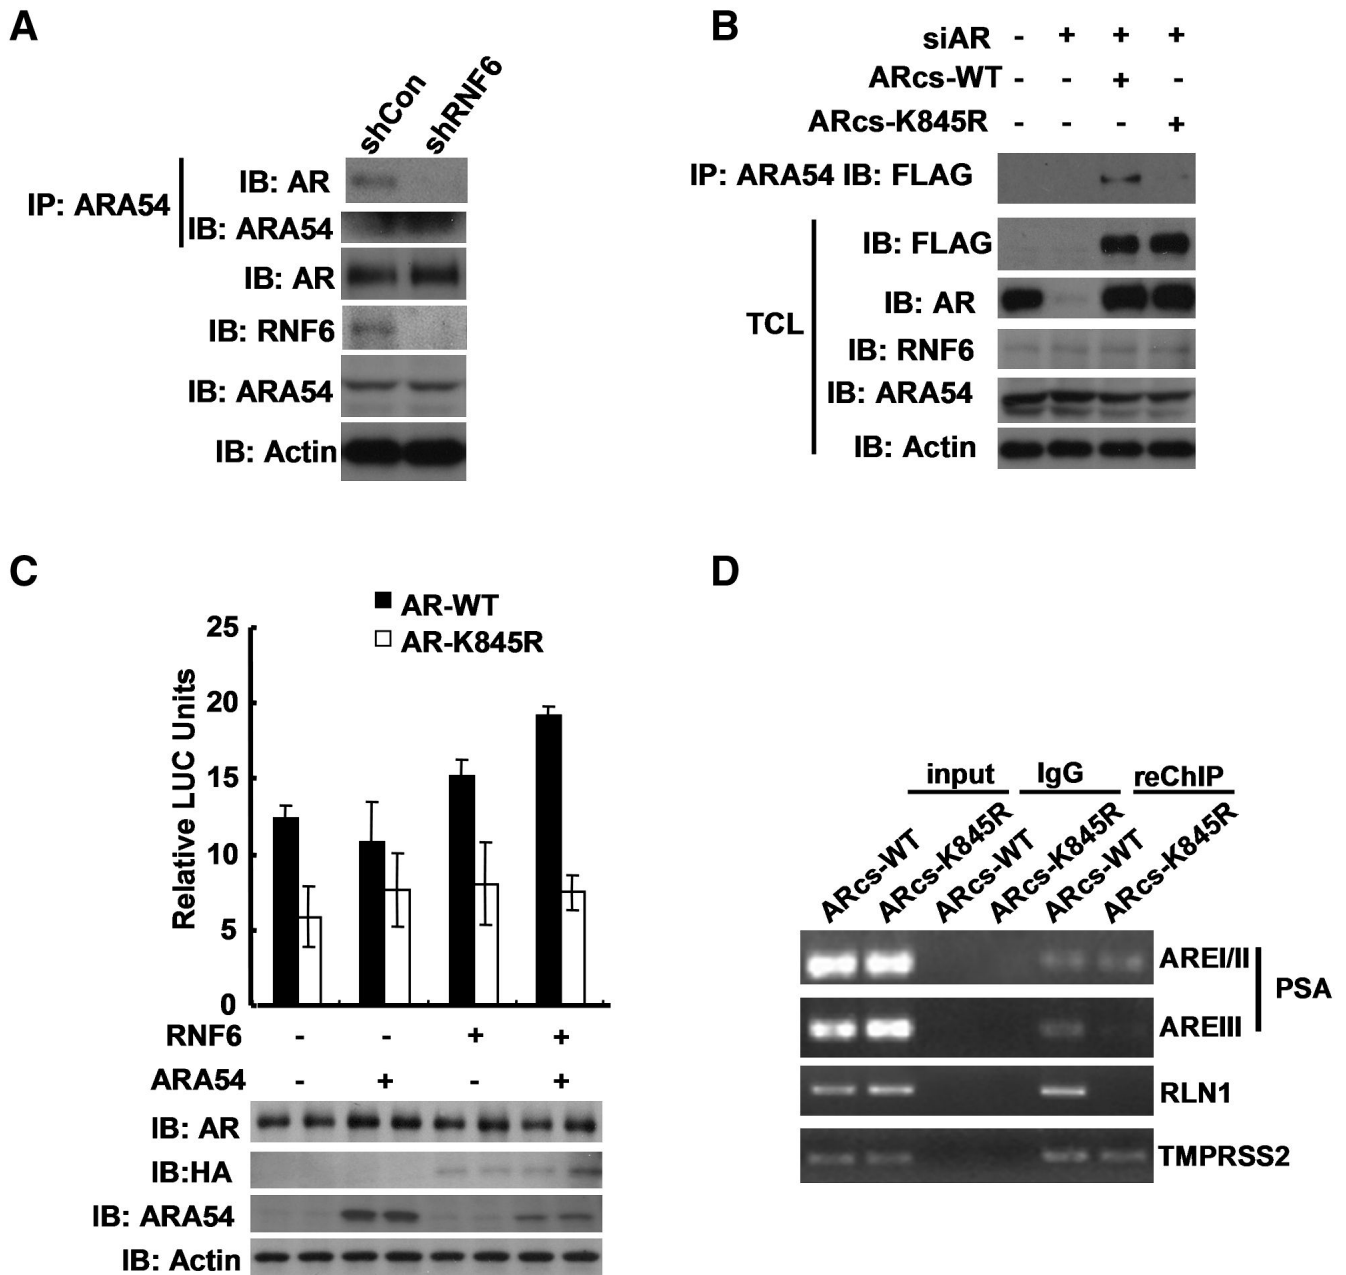 A
shCon shRNF6
IP: ARA54
IB: AR
IB: ARA54
IB: AR
IB: RNF6
IB: ARA54
IB: Actin
B
siAR - + + +
ARcs-WT - - + -
ARcs-K845R - - - +
IP: ARA54 IB: FLAG
TCL
IB: FLAG
IB: AR
IB: RNF6
IB: ARA54
IB: Actin
C
AR-WT
AR-K845R
Relative LUC Units
25
20
15
10
5
0
RNF6 - - + +
ARA54 - + - +
IB: AR
IB:HA
IB: ARA54
IB: Actin
D
input IgG reChIP
ARcs-WT ARcs-K845R ARcs-WT ARcs-K845R ARcs-WT ARcs-K845R
AREI/II
AREIII
PSA
RLN1
TMPRSS2